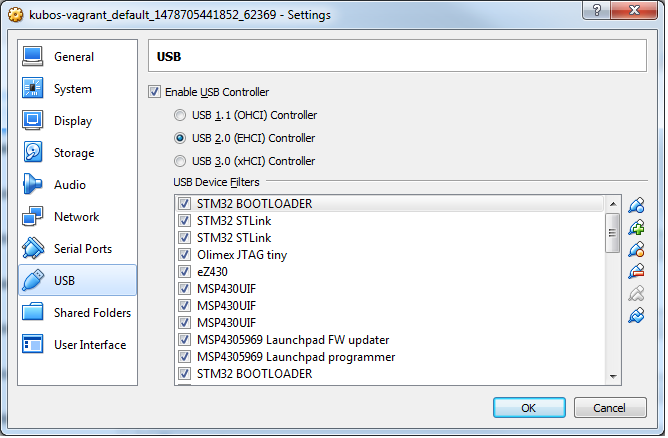 kubos-vagrant_default_1478705441852_62369 - Settings
General
System
Display
Storage
Audio
Network
Serial Ports
USB
Shared Folders
User Interface
USB
Enable USB Controller
USB 1.1 (OHCI) Controller
USB 2.0 (EHCI) Controller
USB 3.0 (xHCI) Controller
USB Device Filters
STM32 BOOTLOADER
STM32 STLink
STM32 STLink
Olimex JTAG tiny
eZ430
MSP430UIF
MSP430UIF
MSP430UIF
MSP4305969 Launchpad FW updater
MSP4305969 Launchpad programmer
STM32 BOOTLOADER
OK
Cancel